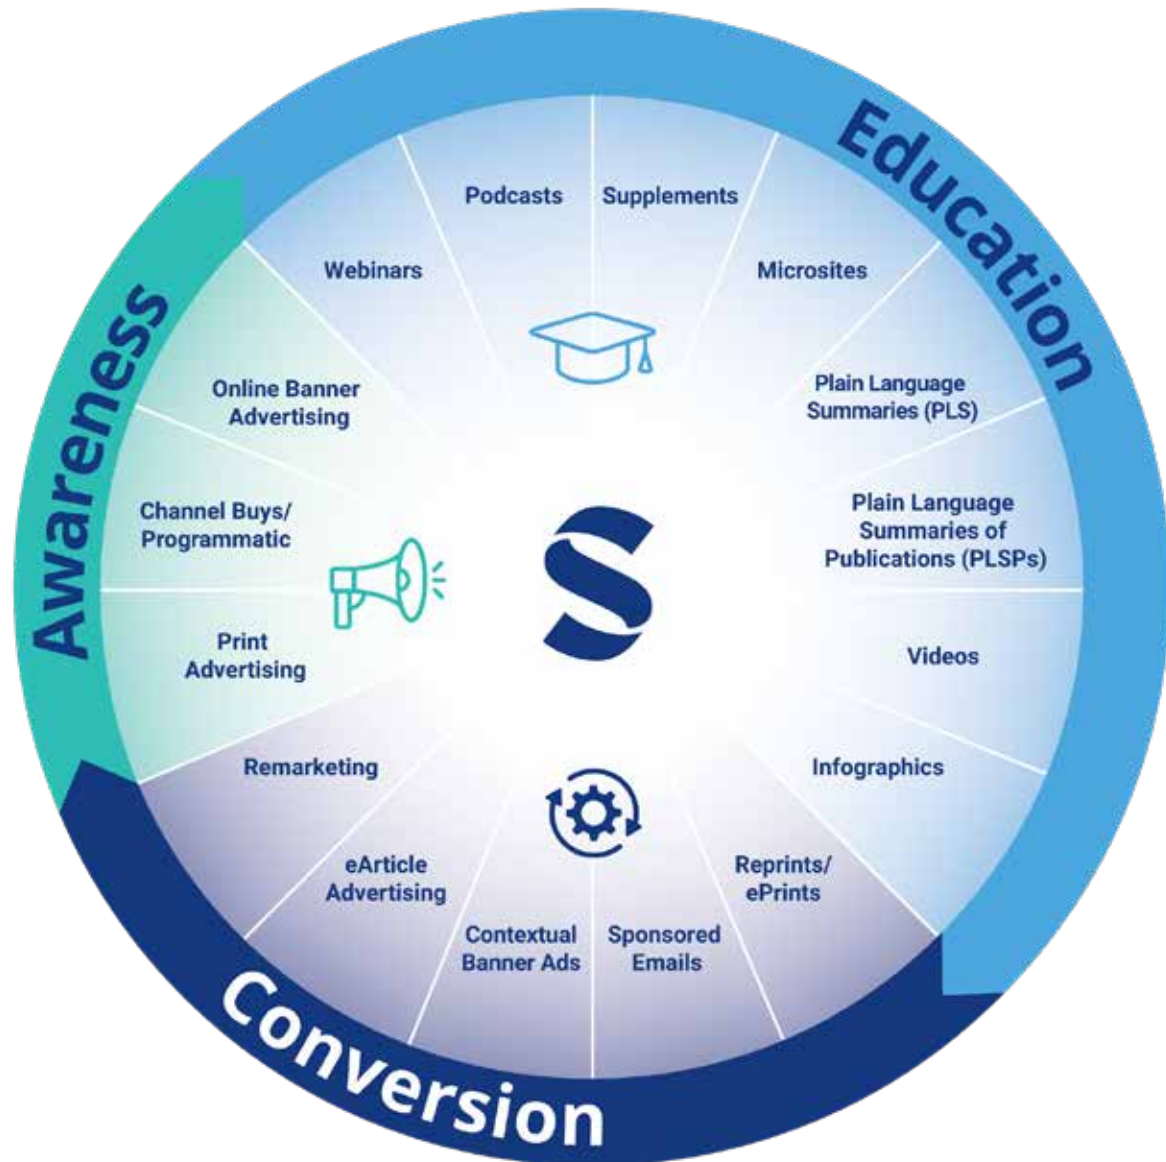 Education
Podcasts
Supplements
Webinars
Microsites
Plain Language
Summaries (PLS)
Plain Language
Summaries of
Publications (PLSPs)
Videos
Infographics
Conversion
Reprints/
ePrints
Sponsored
Emails
Contextual
Banner Ads
eArticle
Advertising
Remarketing
Awareness
Print
Advertising
Channel Buys/
Programmatic
Online Banner
Advertising
S